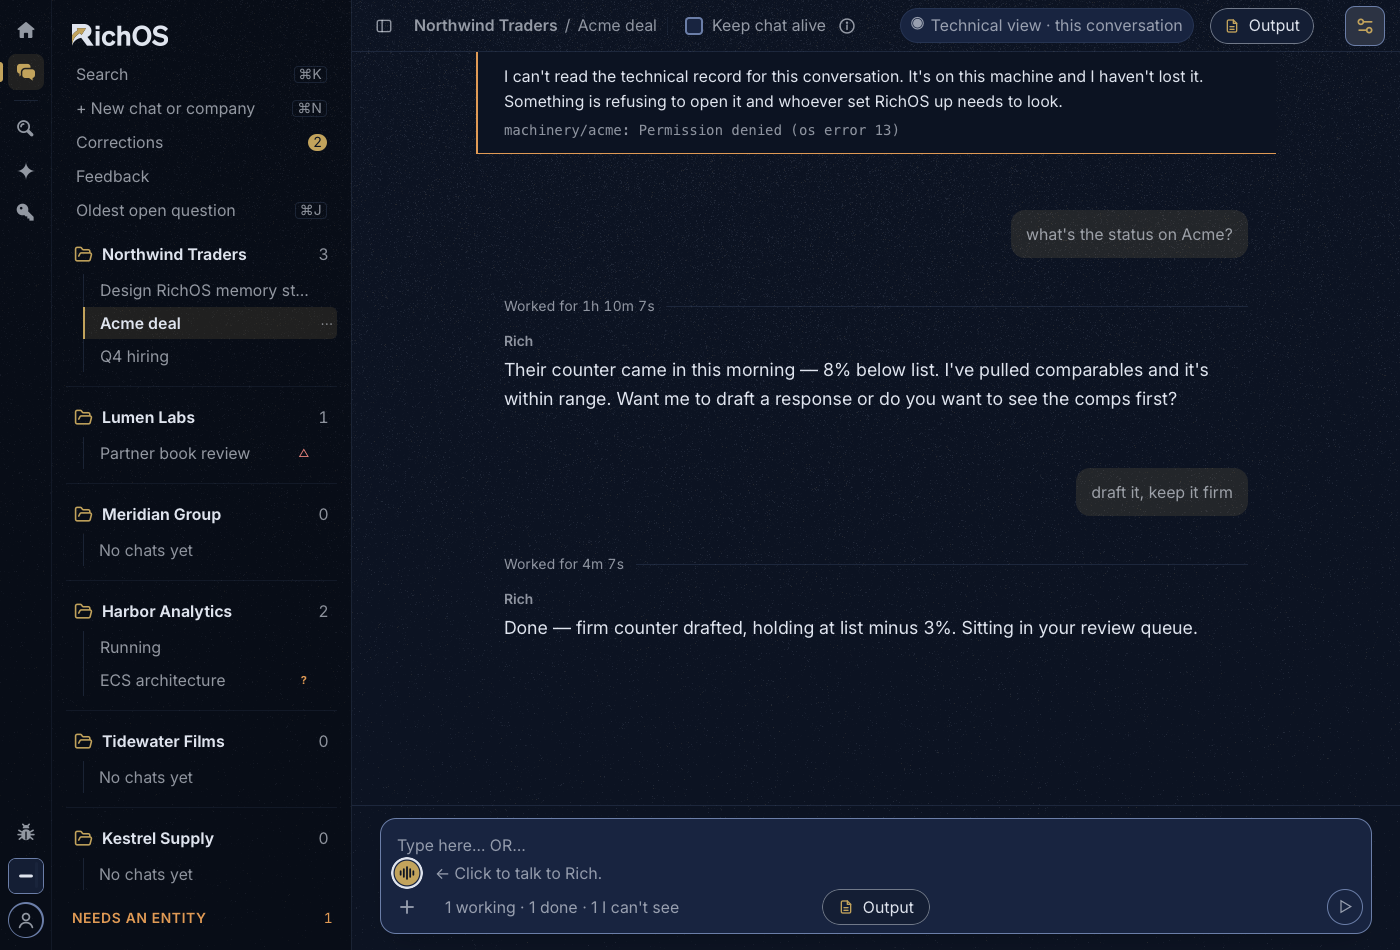 RichOS
Search ⌘K
+ New chat or company ⌘N
Corrections 2
Feedback
Oldest open question ⌘J
Northwind Traders 3
Design RichOS memory st...
Acme deal ...
Q4 hiring
Lumen Labs 1
Partner book review
Meridian Group 0
No chats yet
Harbor Analytics 2
Running
ECS architecture ?
Tidewater Films 0
No chats yet
Kestrel Supply 0
No chats yet
NEEDS AN ENTITY 1
Northwind Traders / Acme deal
Keep chat alive
Technical view · this conversation
Output
I can't read the technical record for this conversation. It's on this machine and I haven't lost it.
Something is refusing to open it and whoever set RichOS up needs to look.
machinery/acme: Permission denied (os error 13)
what's the status on Acme?
Worked for 1h 10m 7s
Rich
Their counter came in this morning — 8% below list. I've pulled comparables and it's
within range. Want me to draft a response or do you want to see the comps first?
draft it, keep it firm
Worked for 4m 7s
Rich
Done — firm counter drafted, holding at list minus 3%. Sitting in your review queue.
Type here... OR...
← Click to talk to Rich.
1 working · 1 done · 1 I can't see
Output